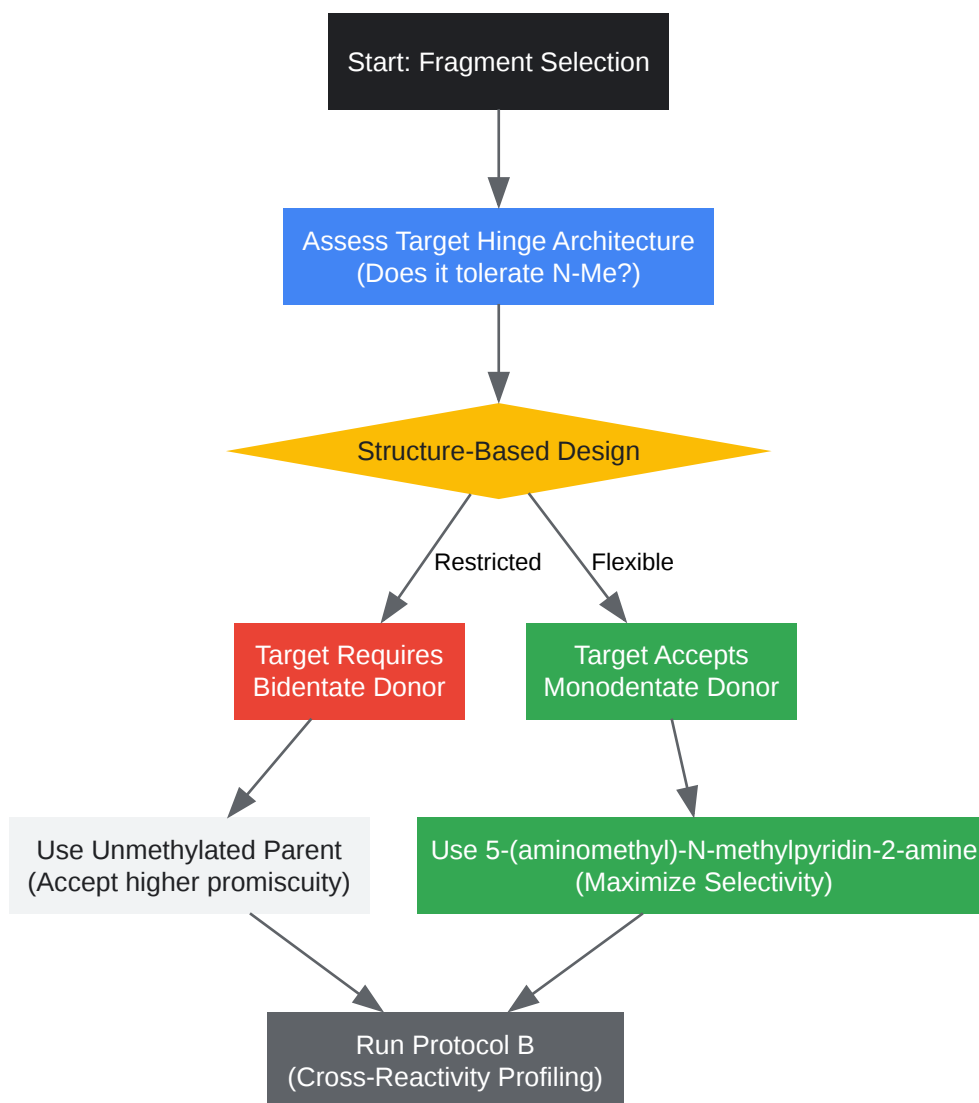 Start: Fragment Selection
Assess Target Hinge Architecture
(Does it tolerate N-Me?)
Structure-Based Design
Restricted
Flexible
Target Requires
Bidentate Donor
Target Accepts
Monodentate Donor
Use Unmethylated Parent
(Accept higher promiscuity)
Use 5-(aminomethyl)-N-methylpyridin-2-amine
(Maximize Selectivity)
Run Protocol B
(Cross-Reactivity Profiling)